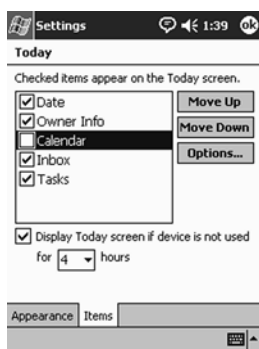 Settings 1:39 ok
Today
Checked items appear on the Today screen.
Date
Owner Info
Calendar
Inbox
Tasks
Move Up
Move Down
Options...
Display Today screen if device is not used
for 4 hours
Appearance Items